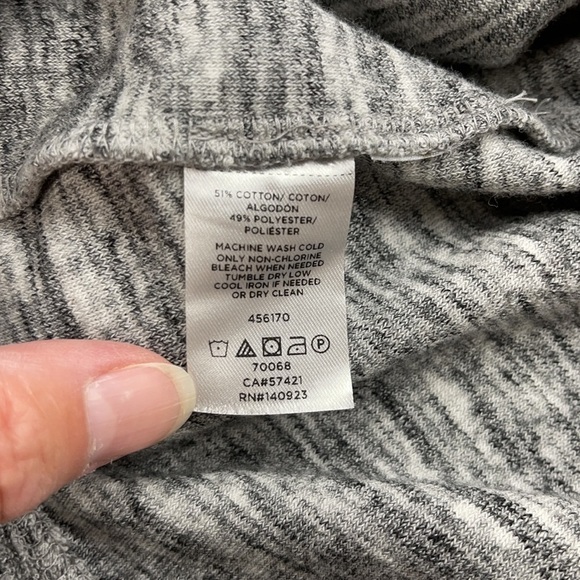 51% COTTON/ COTON/
ALGODÓN
49% POLYESTER/
POLIÉSTER
MACHINE WASH COLD
ONLY NON-CHLORINE
BLEACH WHEN NEEDED
TUMBLE DRY LOW
COOL IRON IF NEEDED
OR DRY CLEAN
456170
P
70068
CA#57421
RN#140923